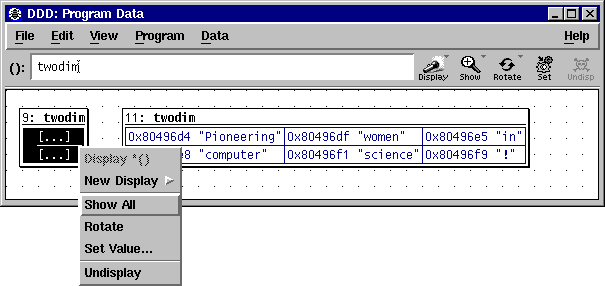 DDD: Program Data
File Edit View Program Data Help
(): twodim
Display Show Rotate Set Undisp
9: twodim
[...]
[...]
11: twodim
0x80496d4 "Pioneering" 0x80496df "women" 0x80496e5 "in"
8 "computer" 0x80496f1 "science" 0x80496f9 "!"
Display *()
New Display
Show All
Rotate
Set Value...
Undisplay